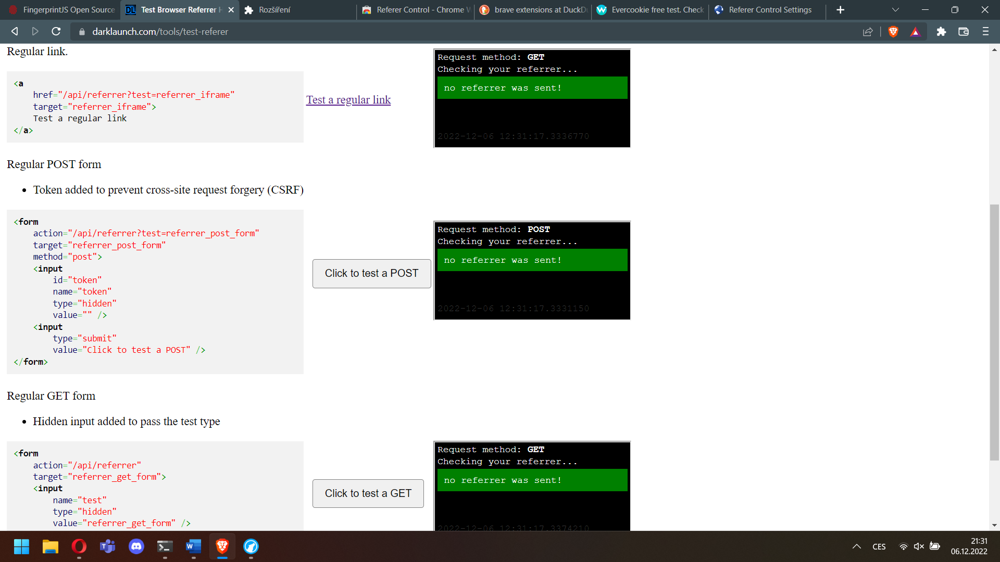 FingerprintJS Open Source
Test Browser Referrer H
Rozšíření
Referer Control - Chrome W
brave extensions at DuckDu
Evercookie free test. Check
Referer Control Settings
darklaunch.com/tools/test-referer
Regular link.
<a
href="/api/referrer?test=referrer_iframe"
target="referrer_iframe">
Test a regular link
</a>
Test a regular link
Request method: GET
Checking your referrer...
no referrer was sent!
2022-12-06 12:31:17.3336770
Regular POST form
• Token added to prevent cross-site request forgery (CSRF)
<form
action="/api/referrer?test=referrer_post_form"
target="referrer_post_form"
method="post">
<input
id="token"
name="token"
type="hidden"
value="" />
<input
type="submit"
value="Click to test a POST" />
</form>
Click to test a POST
Request method: POST
Checking your referrer...
no referrer was sent!
2022-12-06 12:31:17.3331150
Regular GET form
• Hidden input added to pass the test type
<form
action="/api/referrer"
target="referrer_get_form">
<input
name="test"
type="hidden"
value="referrer_get_form" />
Click to test a GET
Request method: GET
Checking your referrer...
no referrer was sent!
2022-12-06 12:31:17.3374210
CES
21:31
06.12.2022